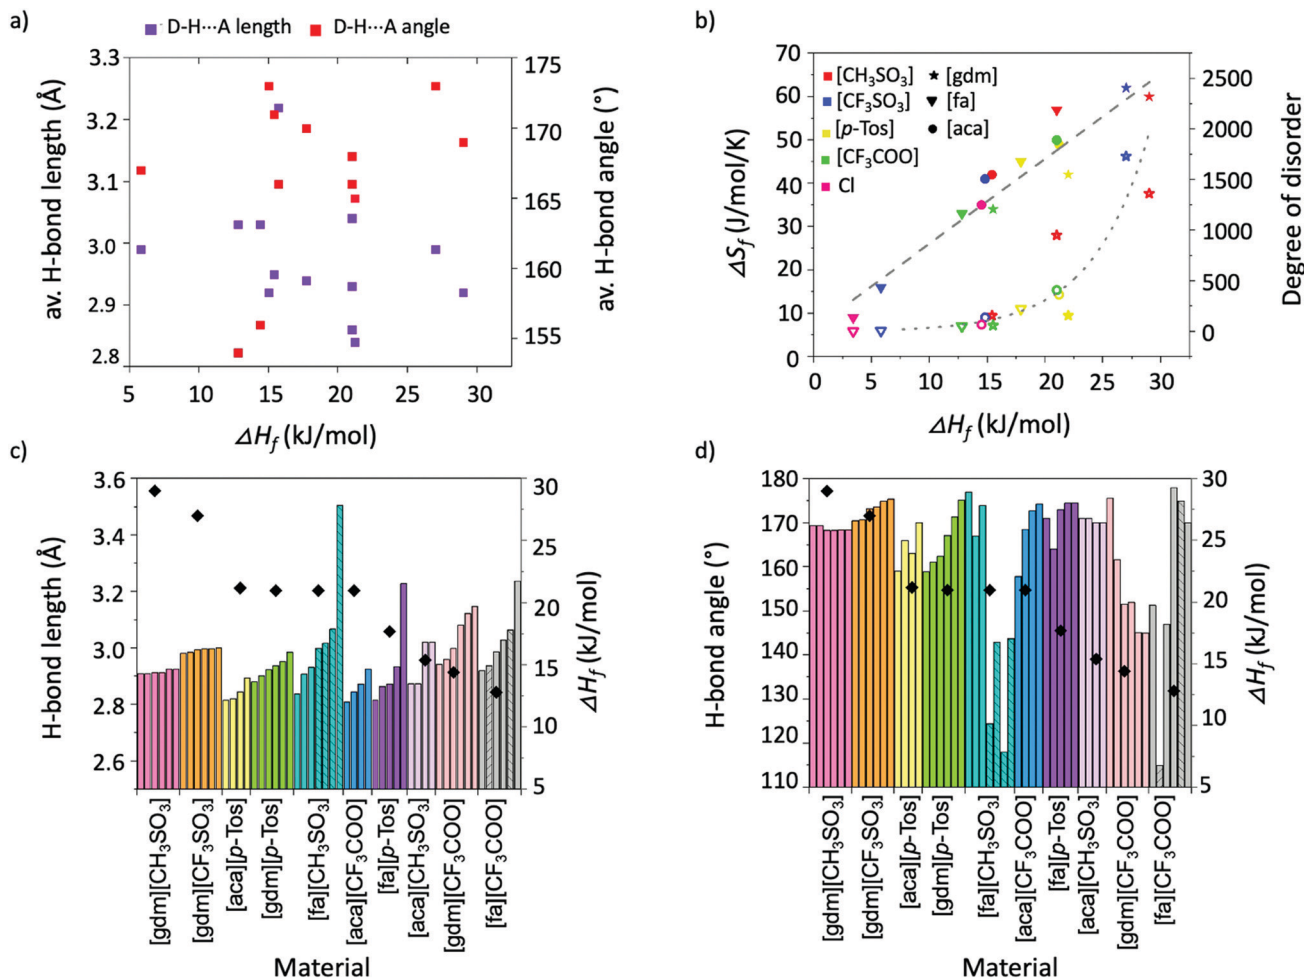 a)
D-H···A length
D-H···A angle
av. H-bond length (Å)
3.3
3.2
3.1
3.0
2.9
2.8
175
170
165
160
155
av. H-bond angle (°)
5 10 15 20 25 30
ΔH_f (kJ/mol)
b)
ΔS_f (J/mol/K)
70
60
50
40
30
20
10
0
[CH₃SO₃] [gdm]
[CF₃SO₃] [fa]
[p-Tos] [aca]
[CF₃COO]
Cl
2500
2000
1500
1000
500
0
Degree of disorder
0 5 10 15 20 25 30
ΔH_f (kJ/mol)
c)
H-bond length (Å)
3.6
3.4
3.2
3.0
2.8
2.6
30
25
20
15
10
5
ΔH_f (kJ/mol)
[gdm][CH₃SO₃]
[gdm][CF₃SO₃]
[aca][p-Tos]
[gdm][p-Tos]
[fa][CH₃SO₃]
[aca][CF₃COO]
[fa][p-Tos]
[aca][CH₃SO₃]
[gdm][CF₃COO]
[fa][CF₃COO]
Material
d)
H-bond angle (°)
180
170
160
150
140
130
120
110
30
25
20
15
10
5
ΔH_f (kJ/mol)
[gdm][CH₃SO₃]
[gdm][CF₃SO₃]
[aca][p-Tos]
[gdm][p-Tos]
[fa][CH₃SO₃]
[aca][CF₃COO]
[fa][p-Tos]
[aca][CH₃SO₃]
[gdm][CF₃COO]
[fa][CF₃COO]
Material